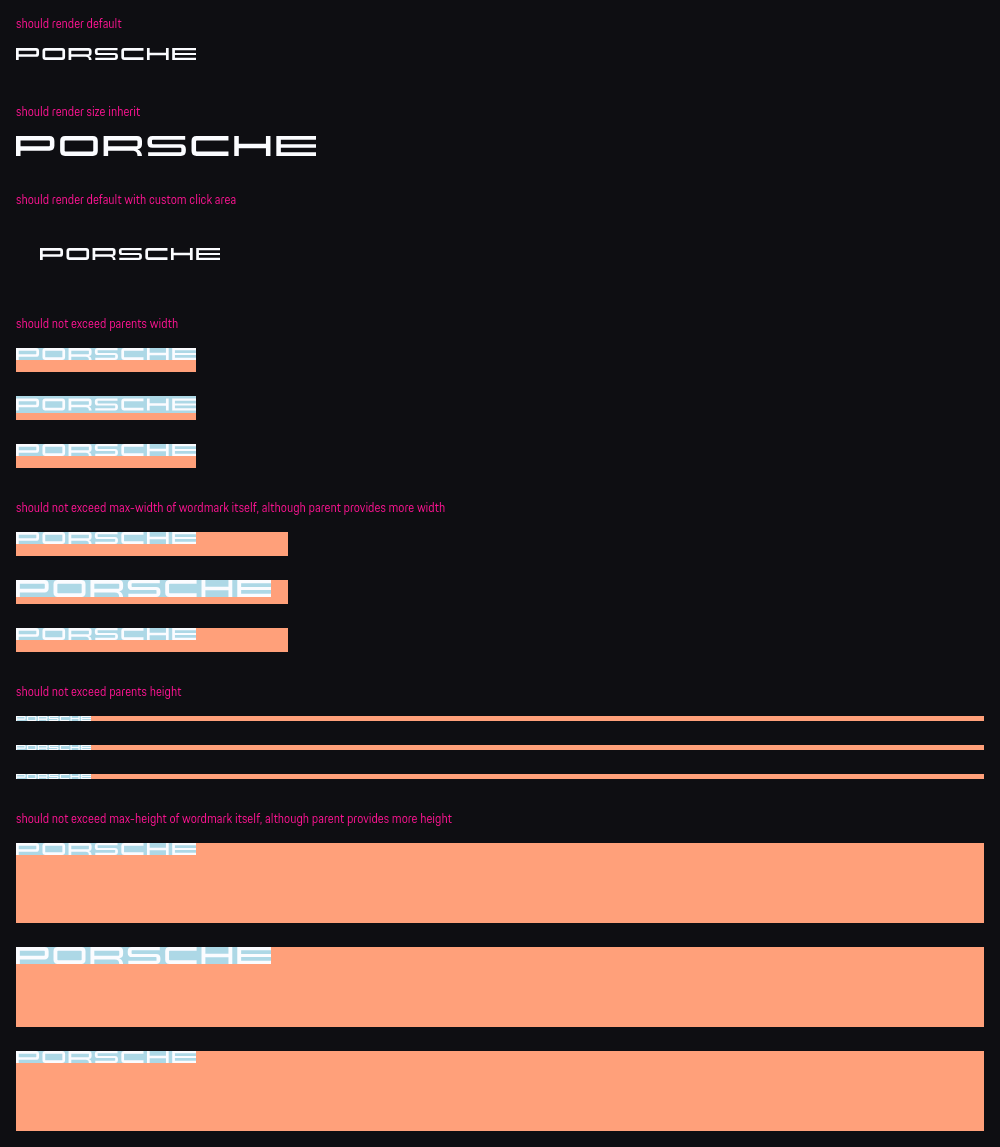 should render default
PORSCHE
should render size inherit
PORSCHE
should render default with custom click area
PORSCHE
should not exceed parents width
PORSCHE
PORSCHE
PORSCHE
should not exceed max-width of wordmark itself, although parent provides more width
PORSCHE
PORSCHE
PORSCHE
should not exceed parents height
PORSCHE
PORSCHE
PORSCHE
should not exceed max-height of wordmark itself, although parent provides more height
PORSCHE
PORSCHE
PORSCHE